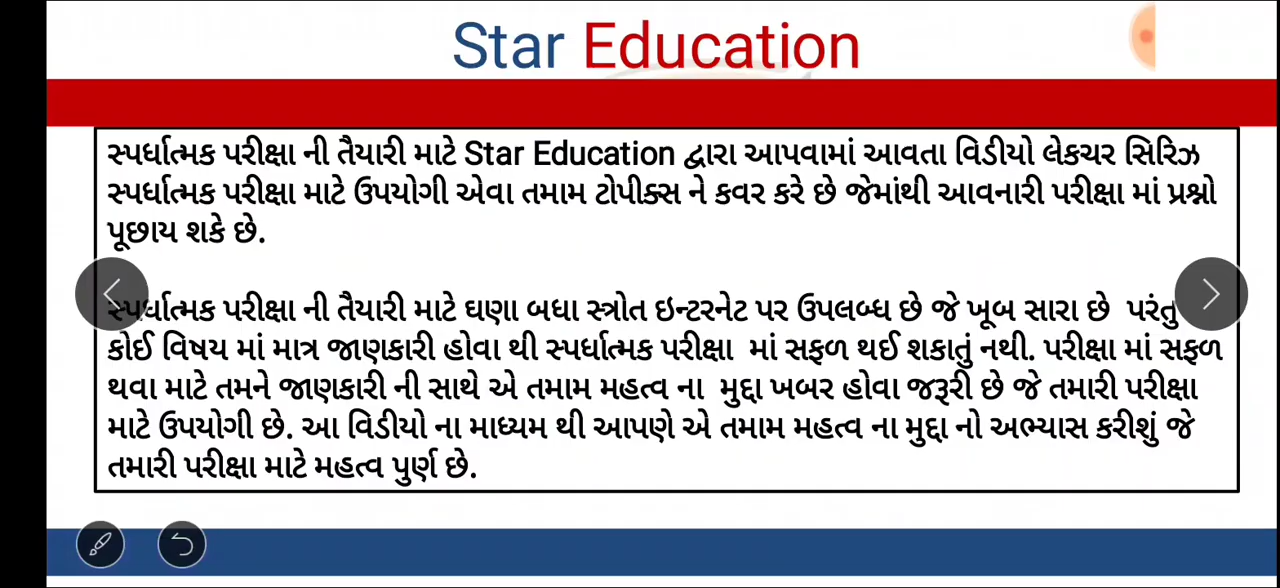 Star Education
સ્પર્ધાત્મક પરીક્ષા ની તૈયારી માટે Star Education દ્વારા આપવામાં આવતા વિડીયો લેકચર સિરિઝ
સ્પર્ધાત્મક પરીક્ષા માટે ઉપયોગી એવા તમામ ટોપીક્સ ને કવર કરે છે જેમાંથી આવનારી પરીક્ષા માં પ્રશ્નો
પૂછાય શકે છે.
સ્પર્ધાત્મક પરીક્ષા ની તૈયારી માટે ઘણા બધા સ્ત્રોત ઇન્ટરનેટ પર ઉપલબ્ધ છે જે ખૂબ સારા છે પરંતુ
કોઈ વિષય માં માત્ર જાણકારી હોવા થી સ્પર્ધાત્મક પરીક્ષા માં સફળ થઈ શકાતું નથી. પરીક્ષા માં સફળ
થવા માટે તમને જાણકારી ની સાથે એ તમામ મહત્વ ના મુદ્દા ખબર હોવા જરૂરી છે જે તમારી પરીક્ષા
માટે ઉપયોગી છે. આ વિડીયો ના માધ્યમ થી આપણે એ તમામ મહત્વ ના મુદ્દા નો અભ્યાસ કરીશું જે
તમારી પરીક્ષા માટે મહત્વ પુર્ણ છે.